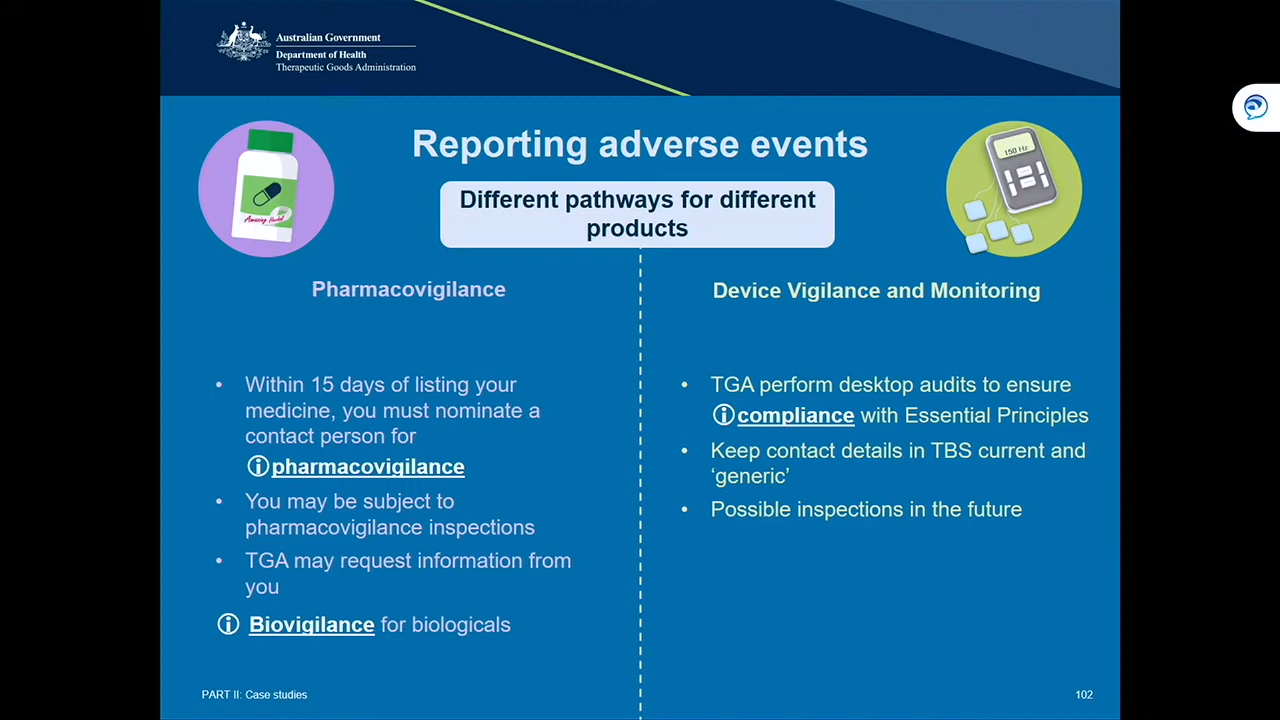 Australian Government
Department of Health
Therapeutic Goods Administration
Reporting adverse events
Different pathways for different
products
Amazing Herbal
150 Hz
Pharmacovigilance
• Within 15 days of listing your
medicine, you must nominate a
contact person for
pharmacovigilance
• You may be subject to
pharmacovigilance inspections
• TGA may request information from
you
Biovigilance for biologicals
Device Vigilance and Monitoring
• TGA perform desktop audits to ensure
compliance with Essential Principles
• Keep contact details in TBS current and
‘generic’
• Possible inspections in the future
PART II: Case studies
102